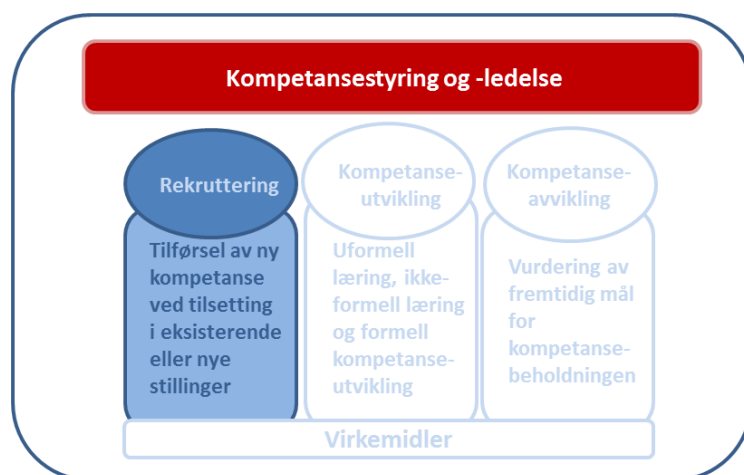 Kompetansestyring og -ledelse
Rekruttering
Tilførsel av ny
kompetanse
ved tilsetting
i eksisterende
eller nye
stillinger
Kompetanse-
utvikling
Uformell
læring, ikke-
formell læring
og formell
kompetanse-
utvikling
Kompetanse-
avvikling
Vurdering av
fremtidig mål
for
kompetanse-
beholdningen
Virkemidler